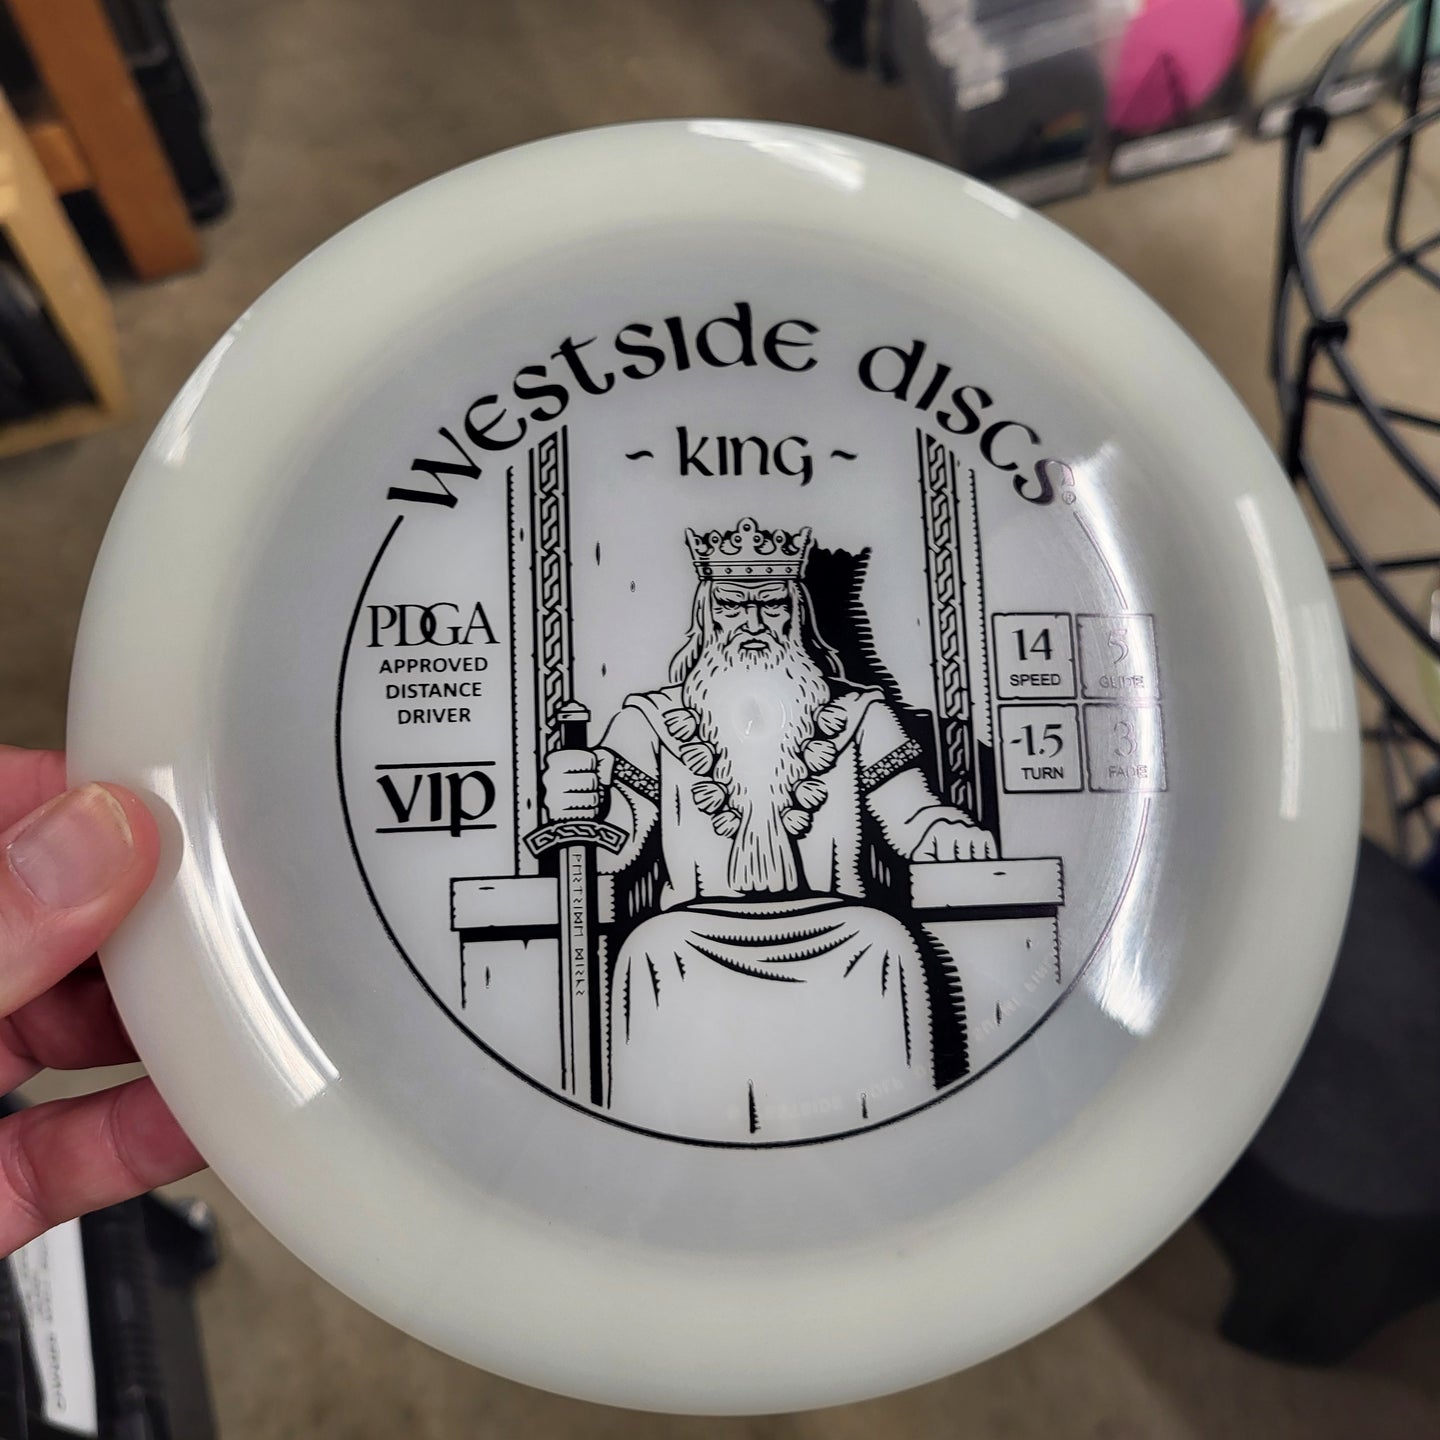 Westside discs®
~ King ~
PDGA
APPROVED
DISTANCE
DRIVER
VIP
14
SPEED
5
GLIDE
-1.5
TURN
3
FADE